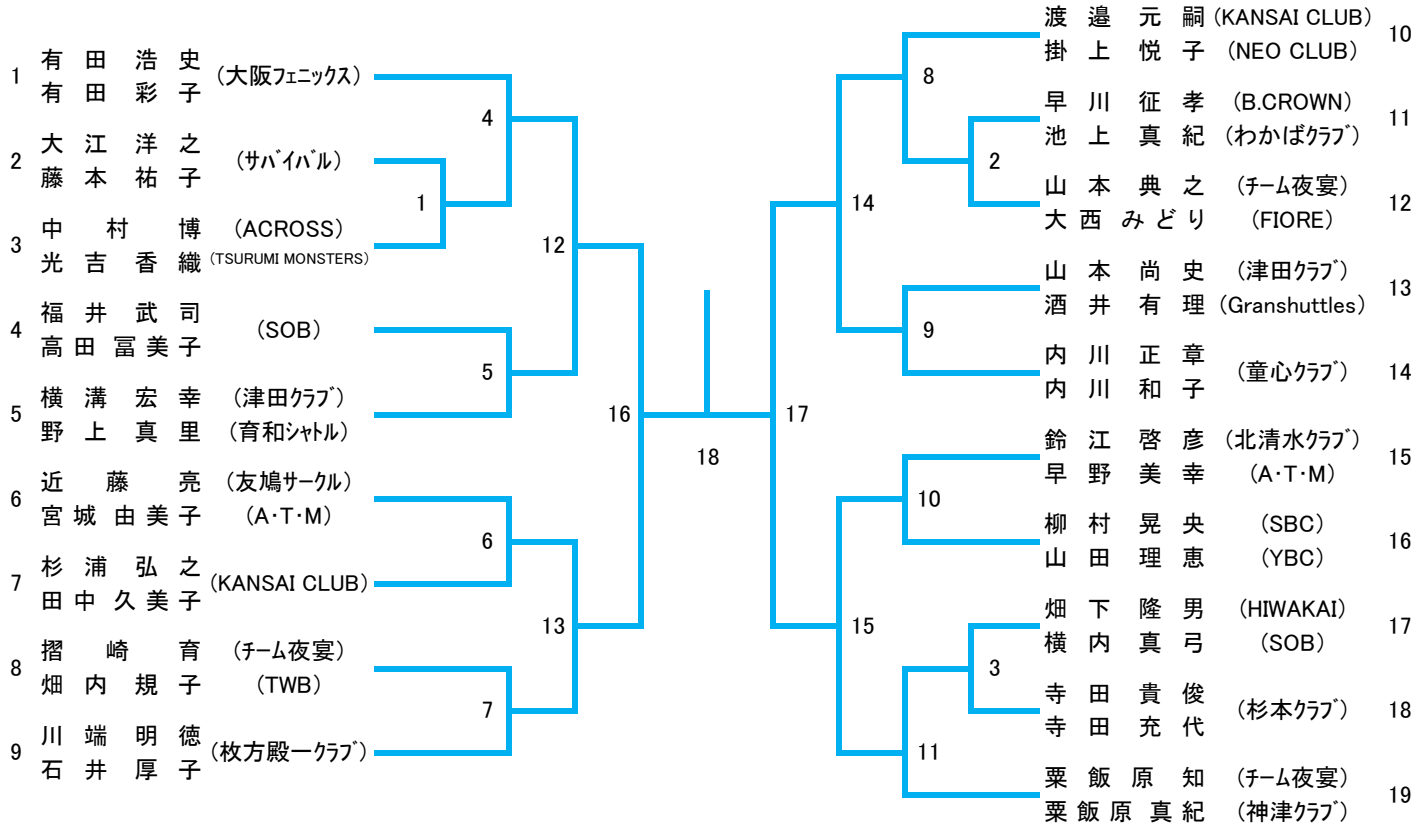 1 有田浩史 (大阪フェニックス)
有田彩子
2 大江洋之 (サバイバル)
藤本祐子
3 中村博 (ACROSS)
光吉香織 (TSURUMI MONSTERS)
4 福井武司 (SOB)
高田冨美子
5 横溝宏幸 (津田クラブ)
野上真里 (育和シャトル)
6 近藤亮 (友鳩サークル)
宮城由美子 (A・T・M)
7 杉浦弘之 (KANSAI CLUB)
田中久美子
8 摺崎育 (チーム夜宴)
畑内規子 (TWB)
9 川端明徳 (枚方殿一クラブ)
石井厚子
4
1
12
5
16
6
13
7
18
8
2
14
9
17
10
15
3
11
渡邉元嗣 (KANSAI CLUB) 10
掛上悦子 (NEO CLUB)
早川征孝 (B.CROWN) 11
池上真紀 (わかばクラブ)
山本典之 (チーム夜宴) 12
大西みどり (FIORE)
山本尚史 (津田クラブ) 13
酒井有理 (Granshuttles)
内川正章 (童心クラブ) 14
内川和子
鈴江啓彦 (北清水クラブ) 15
早野美幸 (A・T・M)
柳村晃央 (SBC) 16
山田理恵 (YBC)
畑下隆男 (HIWAKAI) 17
横内真弓 (SOB)
寺田貴俊 (杉本クラブ) 18
寺田充代
粟飯原知 (チーム夜宴) 19
粟飯原真紀 (神津クラブ)